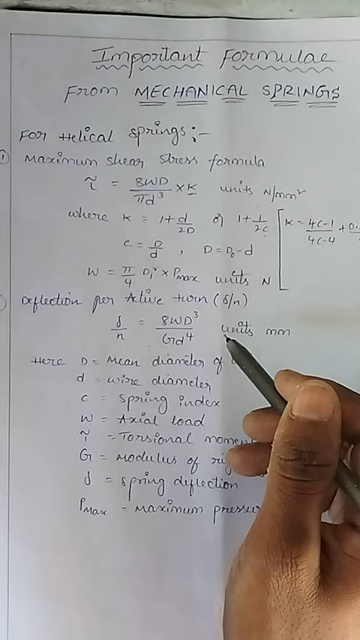 Important Formulae
From MECHANICAL SPRINGS
For Helical springs:-
① Maximum shear stress formula
τ = 8WD/πd³ × K units N/mm²
where K = 1+d/2D or 1+1/2C [K = 4C-1/4C-4 +
C = D/d , D = D₀-d
W = π/4 Di² × Pmax units N
Deflection per Active turn (δ/n)
δ/n = 8WD³/Gd⁴ units mm
Here D = Mean diameter of
d = wire diameter
C = Spring index
W = Axial Load
τ = Torsional moment
G = Modulus of
δ = Spring deflection
PMax = Maximum pressur